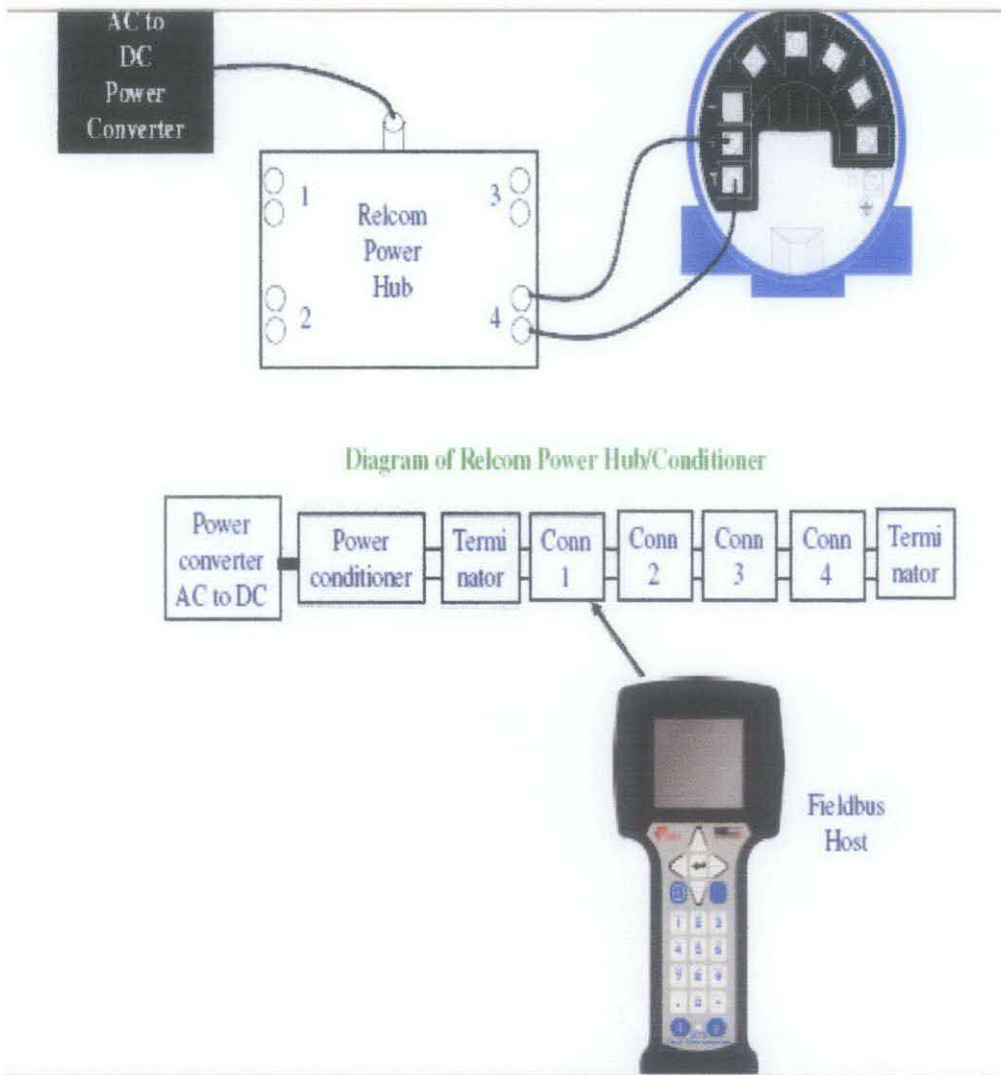 AC to
DC
Power
Converter
1
3
Relcom
Power
Hub
2
4
Diagram of Relcom Power Hub/Conditioner
Power
converter
AC to DC
Power
conditioner
Termi
nator
Conn
1
Conn
2
Conn
3
Conn
4
Termi
nator
Fieldbus
Host